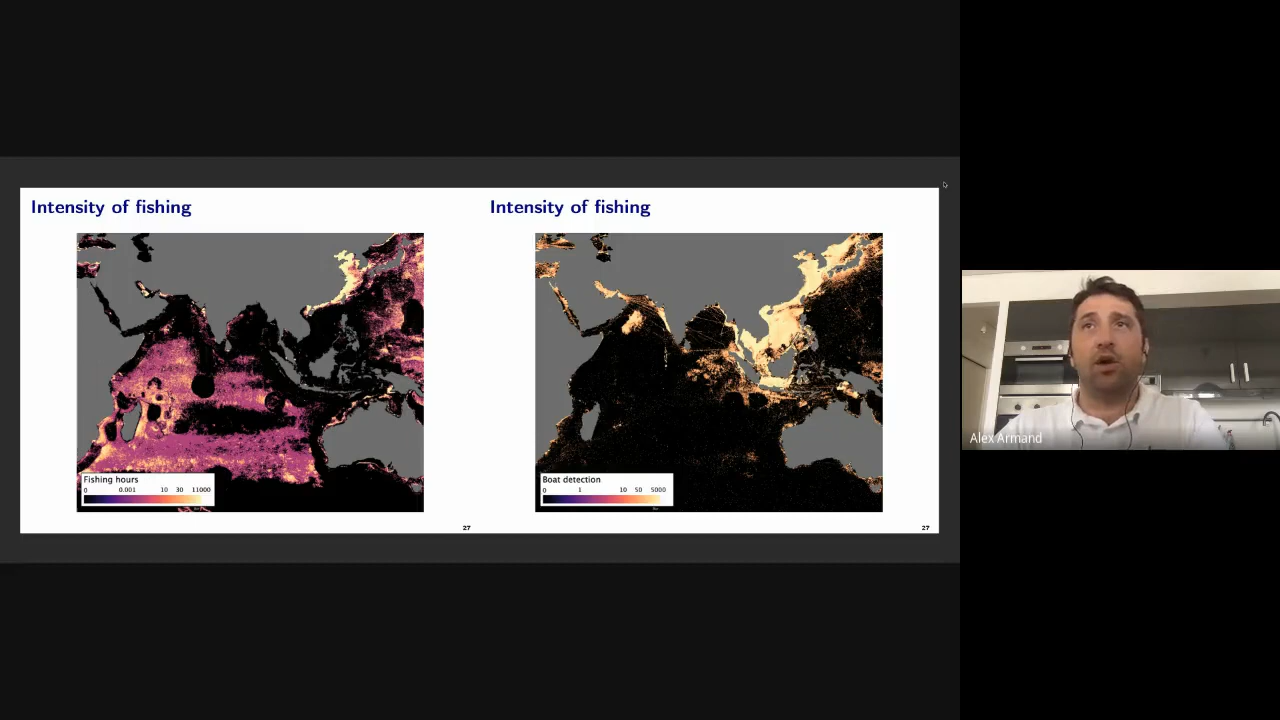 Intensity of fishing
Fishing hours
0 0.001 10 30 11000
27
Intensity of fishing
Boat detection
0 1 10 50 5000
27
Alex Armand